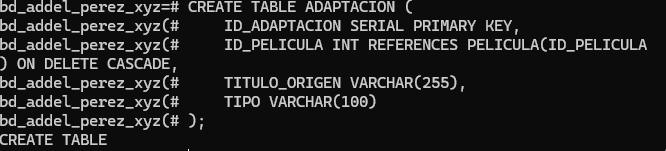 bd_addel_perez_xyz=# CREATE TABLE ADAPTACION (
bd_addel_perez_xyz(#     ID_ADAPTACION SERIAL PRIMARY KEY,
bd_addel_perez_xyz(#     ID_PELICULA INT REFERENCES PELICULA(ID_PELICULA
) ON DELETE CASCADE,
bd_addel_perez_xyz(#     TITULO_ORIGEN VARCHAR(255),
bd_addel_perez_xyz(#     TIPO VARCHAR(100)
bd_addel_perez_xyz(# );
CREATE TABLE